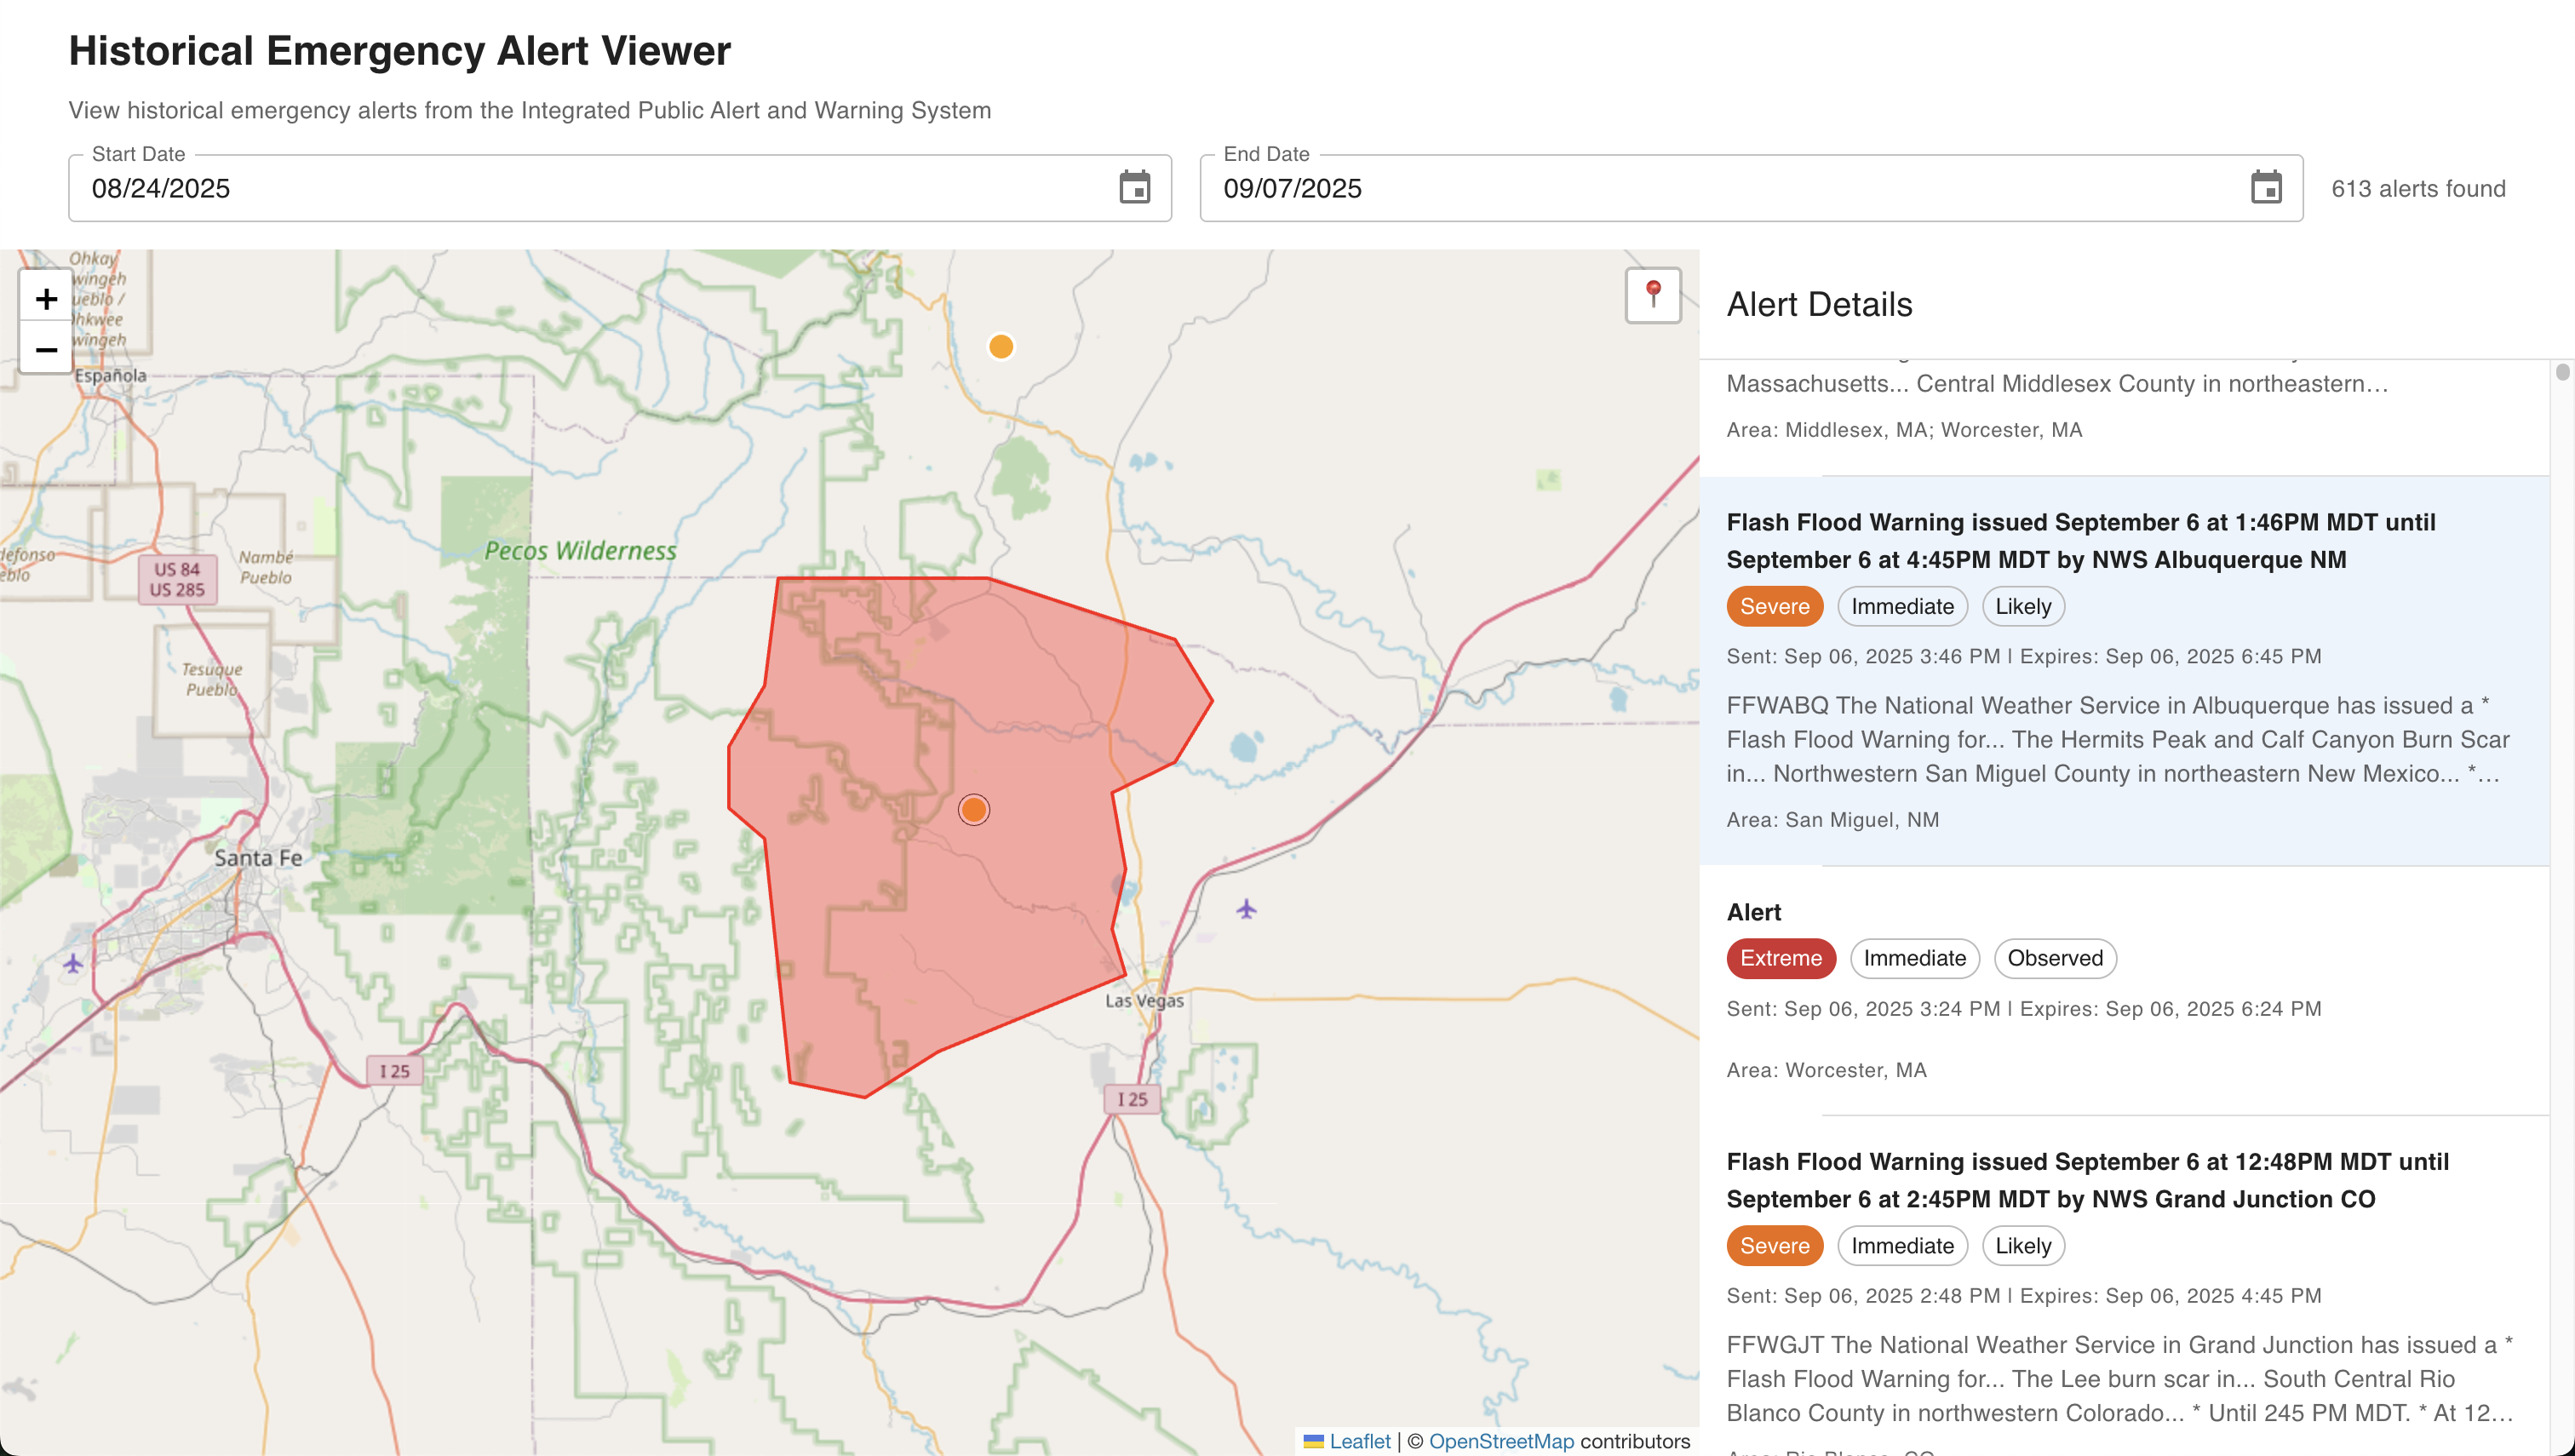 Historical Emergency Alert Viewer
View historical emergency alerts from the Integrated Public Alert and Warning System
Start Date
08/24/2025
End Date
09/07/2025
613 alerts found
+
−
Ohkay
wingeh
ueblo /
hkwee
wingeh
Española
Pecos Wilderness
US 84
US 285
Nambé
Pueblo
defonso
eblo
Tesuque
Pueblo
Santa Fe
Las Vegas
I 25
I 25
Leaflet | © OpenStreetMap contributors
Alert Details
Massachusetts... Central Middlesex County in northeastern…
Area: Middlesex, MA; Worcester, MA
Flash Flood Warning issued September 6 at 1:46PM MDT until
September 6 at 4:45PM MDT by NWS Albuquerque NM
Severe
Immediate
Likely
Sent: Sep 06, 2025 3:46 PM | Expires: Sep 06, 2025 6:45 PM
FFWABQ The National Weather Service in Albuquerque has issued a *
Flash Flood Warning for... The Hermits Peak and Calf Canyon Burn Scar
in... Northwestern San Miguel County in northeastern New Mexico... *…
Area: San Miguel, NM
Alert
Extreme
Immediate
Observed
Sent: Sep 06, 2025 3:24 PM | Expires: Sep 06, 2025 6:24 PM
Area: Worcester, MA
Flash Flood Warning issued September 6 at 12:48PM MDT until
September 6 at 2:45PM MDT by NWS Grand Junction CO
Severe
Immediate
Likely
Sent: Sep 06, 2025 2:48 PM | Expires: Sep 06, 2025 4:45 PM
FFWGJT The National Weather Service in Grand Junction has issued a *
Flash Flood Warning for... The Lee burn scar in... South Central Rio
Blanco County in northwestern Colorado... * Until 245 PM MDT. * At 12…
Area: Rio Blanco, CO